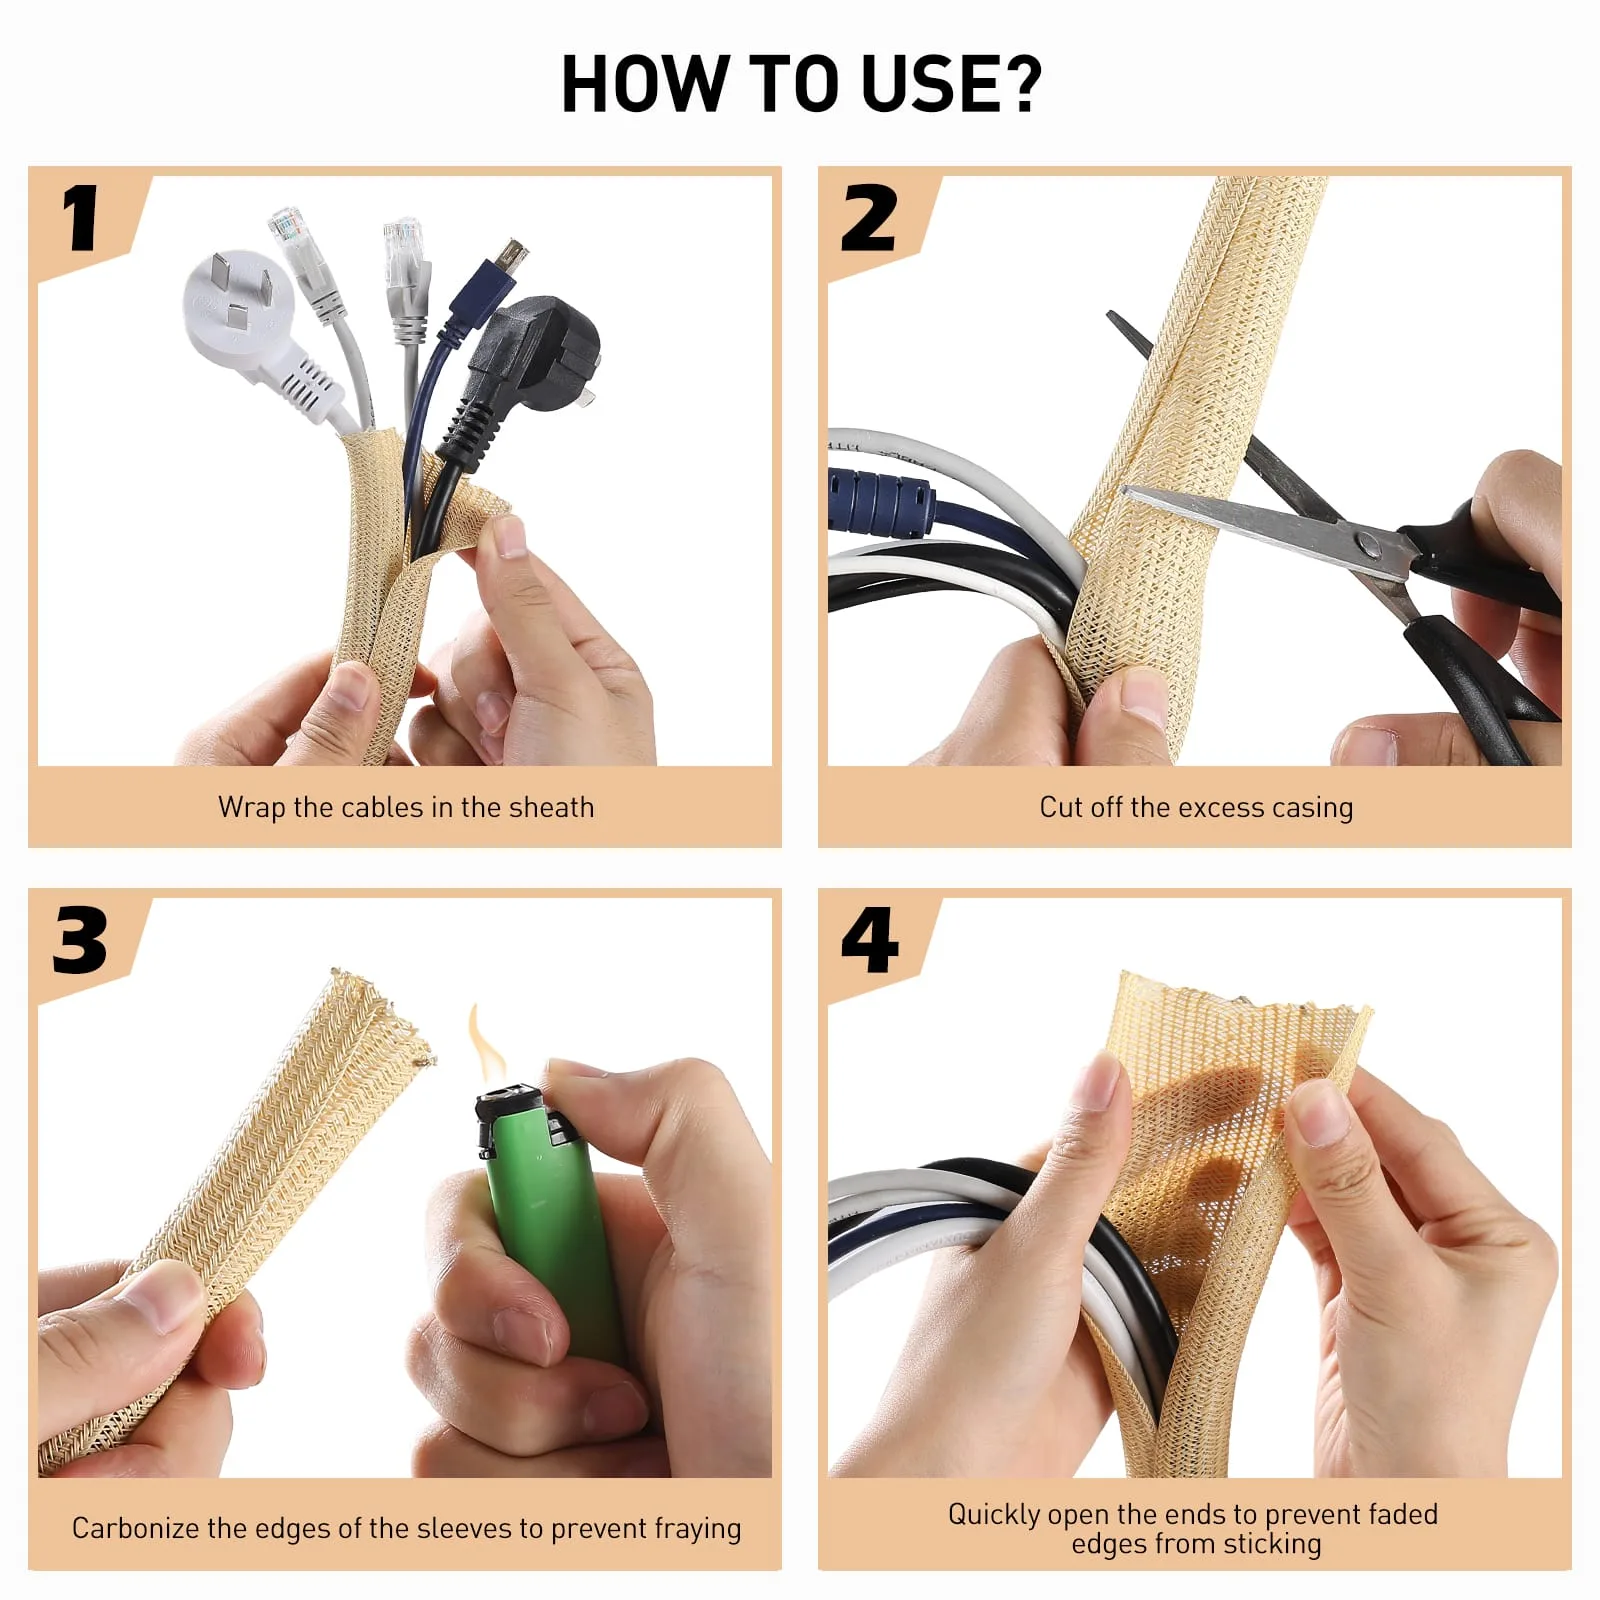 HOW TO USE?
1
2
Wrap the cables in the sheath
Cut off the excess casing
3
4
Carbonize the edges of the sleeves to prevent fraying
Quickly open the ends to prevent faded
edges from sticking